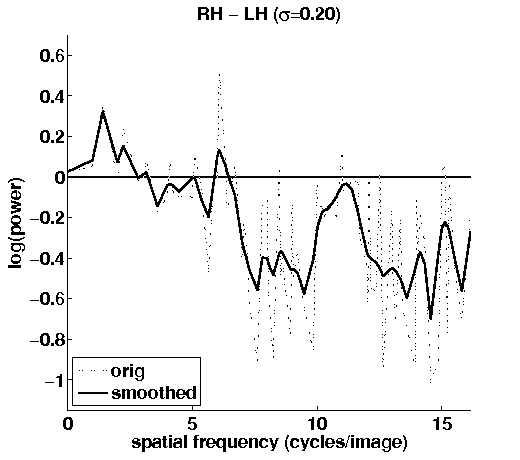 RH − LH (σ=0.20)
0.6
0.4
0.2
0
−0.2
−0.4
−0.6
−0.8
−1
log(power)
orig
smoothed
0 5 10 15
spatial frequency (cycles/image)